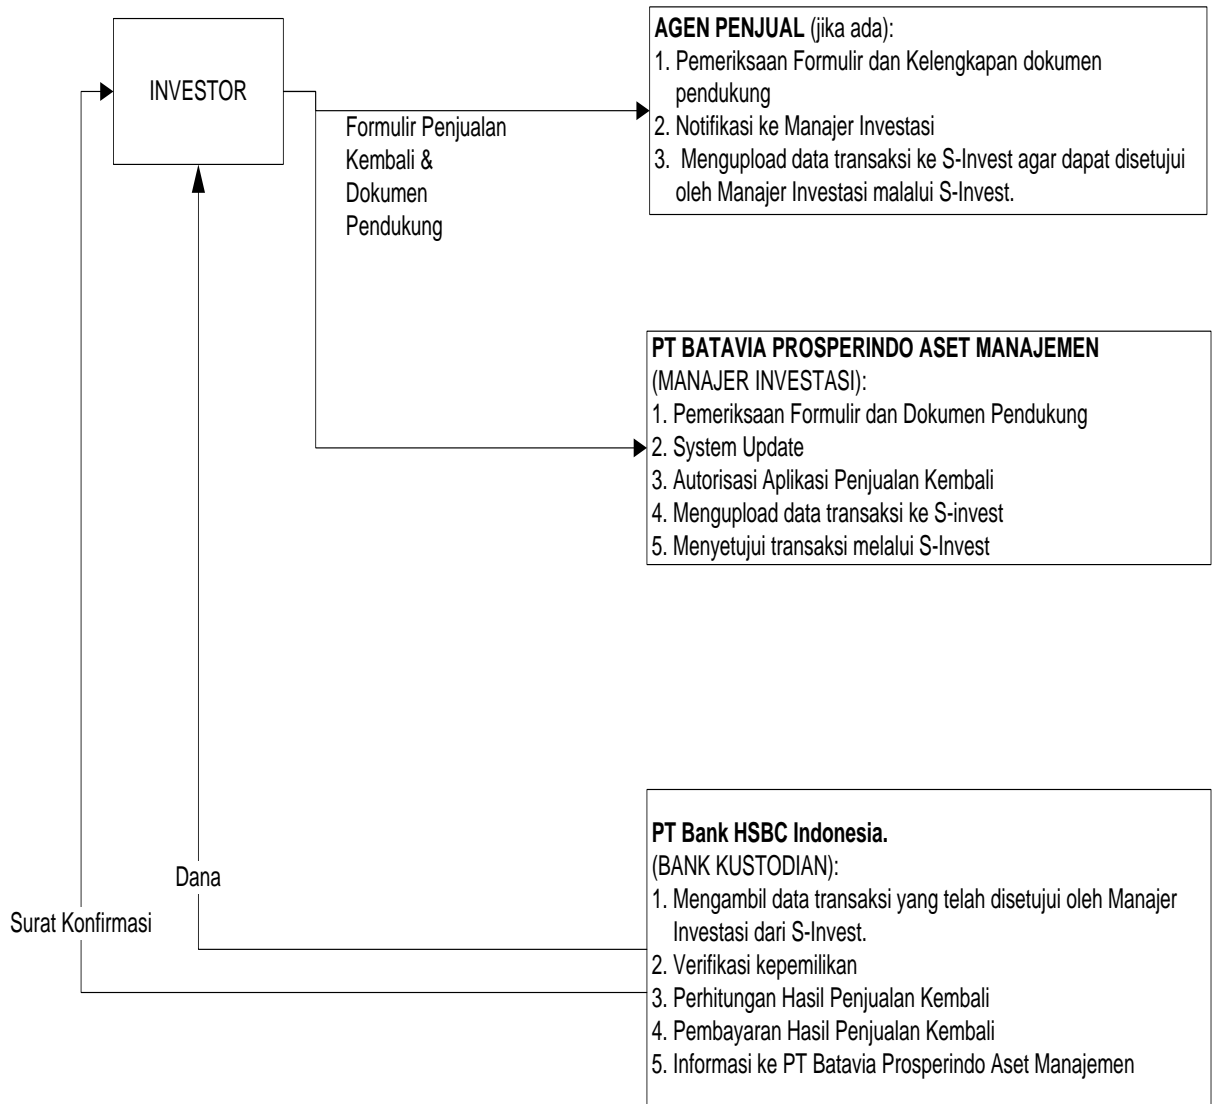 INVESTOR
Formulir Penjualan
Kembali &
Dokumen
Pendukung
AGEN PENJUAL (jika ada):
1. Pemeriksaan Formulir dan Kelengkapan dokumen
pendukung
2. Notifikasi ke Manajer Investasi
3. Mengupload data transaksi ke S-Invest agar dapat disetujui
oleh Manajer Investasi malalui S-Invest.
PT BATAVIA PROSPERINDO ASET MANAJEMEN
(MANAJER INVESTASI):
1. Pemeriksaan Formulir dan Dokumen Pendukung
2. System Update
3. Autorisasi Aplikasi Penjualan Kembali
4. Mengupload data transaksi ke S-invest
5. Menyetujui transaksi melalui S-Invest
Dana
Surat Konfirmasi
PT Bank HSBC Indonesia.
(BANK KUSTODIAN):
1. Mengambil data transaksi yang telah disetujui oleh Manajer
Investasi dari S-Invest.
2. Verifikasi kepemilikan
3. Perhitungan Hasil Penjualan Kembali
4. Pembayaran Hasil Penjualan Kembali
5. Informasi ke PT Batavia Prosperindo Aset Manajemen